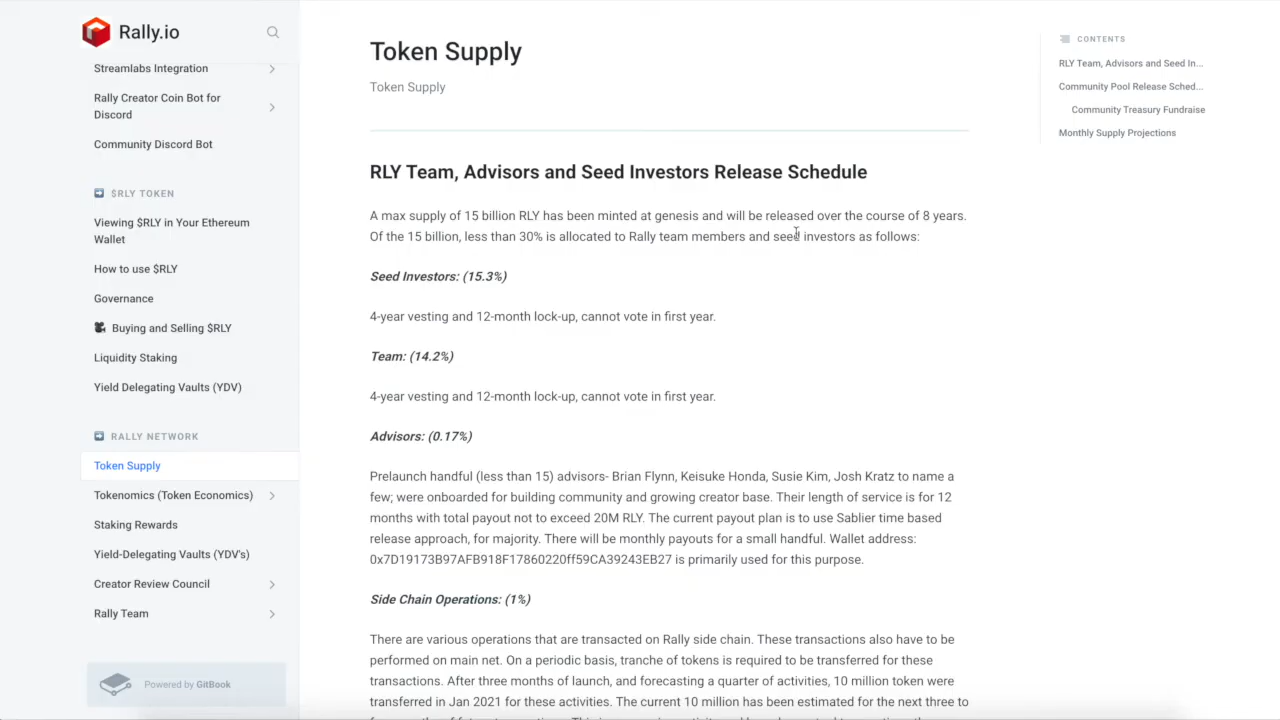 Rally.io
Streamlabs Integration
Rally Creator Coin Bot for
Discord
Community Discord Bot
$RLY TOKEN
Viewing $RLY in Your Ethereum
Wallet
How to use $RLY
Governance
Buying and Selling $RLY
Liquidity Staking
Yield Delegating Vaults (YDV)
RALLY NETWORK
Token Supply
Tokenomics (Token Economics)
Staking Rewards
Yield-Delegating Vaults (YDV's)
Creator Review Council
Rally Team
Powered by GitBook
Token Supply
Token Supply
RLY Team, Advisors and Seed Investors Release Schedule
A max supply of 15 billion RLY has been minted at genesis and will be released over the course of 8 years.
Of the 15 billion, less than 30% is allocated to Rally team members and seed investors as follows:
Seed Investors: (15.3%)
4-year vesting and 12-month lock-up, cannot vote in first year.
Team: (14.2%)
4-year vesting and 12-month lock-up, cannot vote in first year.
Advisors: (0.17%)
Prelaunch handful (less than 15) advisors- Brian Flynn, Keisuke Honda, Susie Kim, Josh Kratz to name a
few; were onboarded for building community and growing creator base. Their length of service is for 12
months with total payout not to exceed 20M RLY. The current payout plan is to use Sablier time based
release approach, for majority. There will be monthly payouts for a small handful. Wallet address:
0x7D19173B97AFB918F17860220ff59CA39243EB27 is primarily used for this purpose.
Side Chain Operations: (1%)
There are various operations that are transacted on Rally side chain. These transactions also have to be
performed on main net. On a periodic basis, tranche of tokens is required to be transferred for these
transactions. After three months of launch, and forecasting a quarter of activities, 10 million token were
transferred in Jan 2021 for these activities. The current 10 million has been estimated for the next three to
CONTENTS
RLY Team, Advisors and Seed In...
Community Pool Release Sched...
Community Treasury Fundraise
Monthly Supply Projections